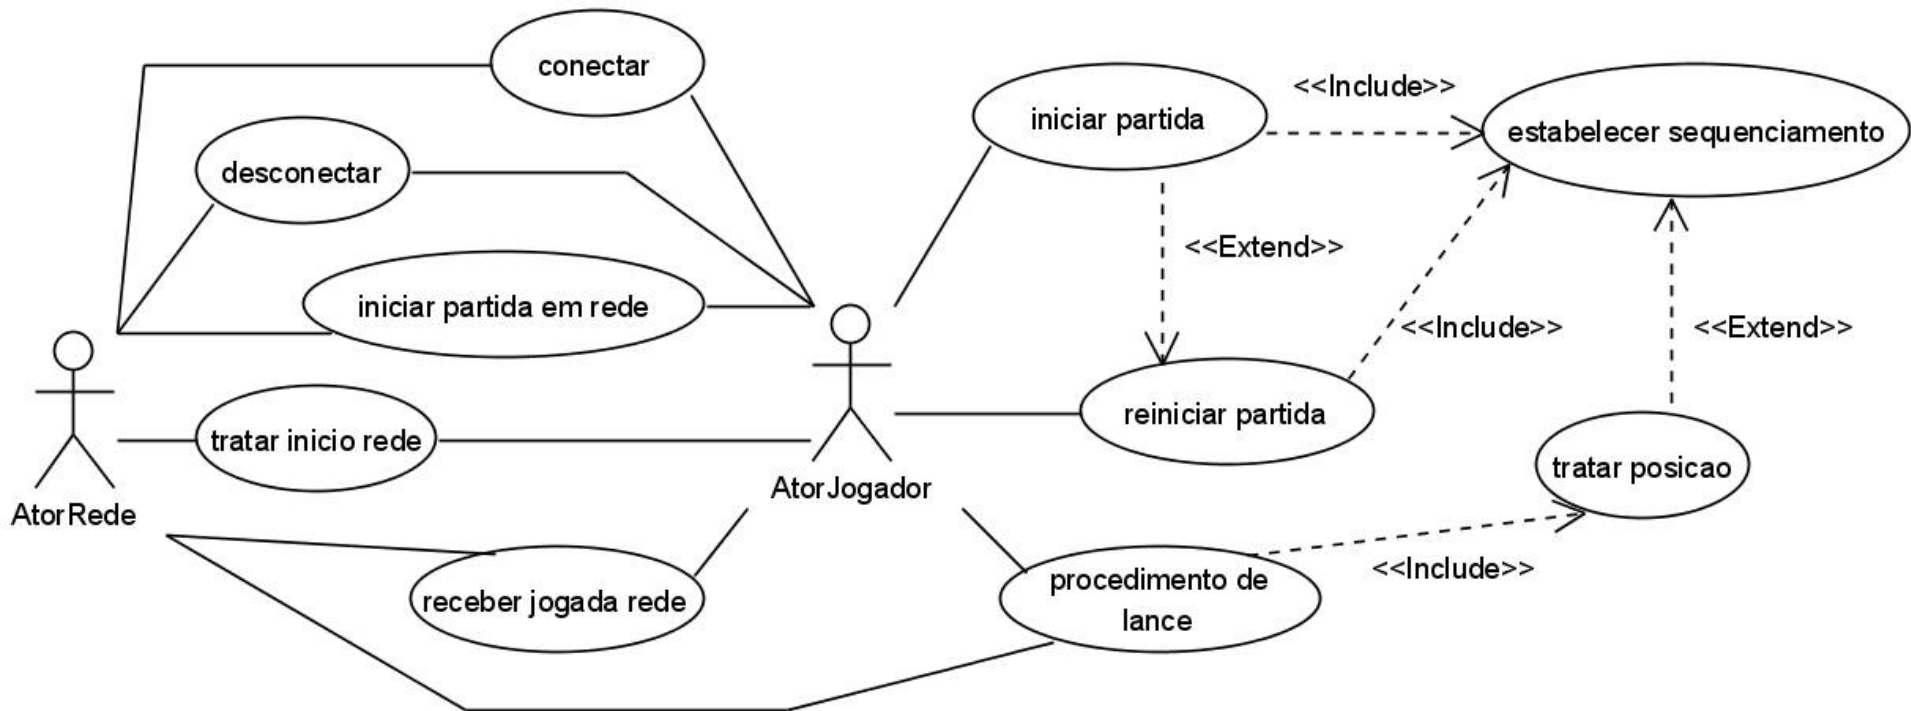 conectar
iniciar partida
<<Include>>
estabelecer sequenciamento
desconectar
<<Extend>>
iniciar partida em rede
<<Include>>
<<Extend>>
reiniciar partida
tratar inicio rede
tratar posicao
AtorJogador
AtorRede
<<Include>>
receber jogada rede
procedimento de
lance